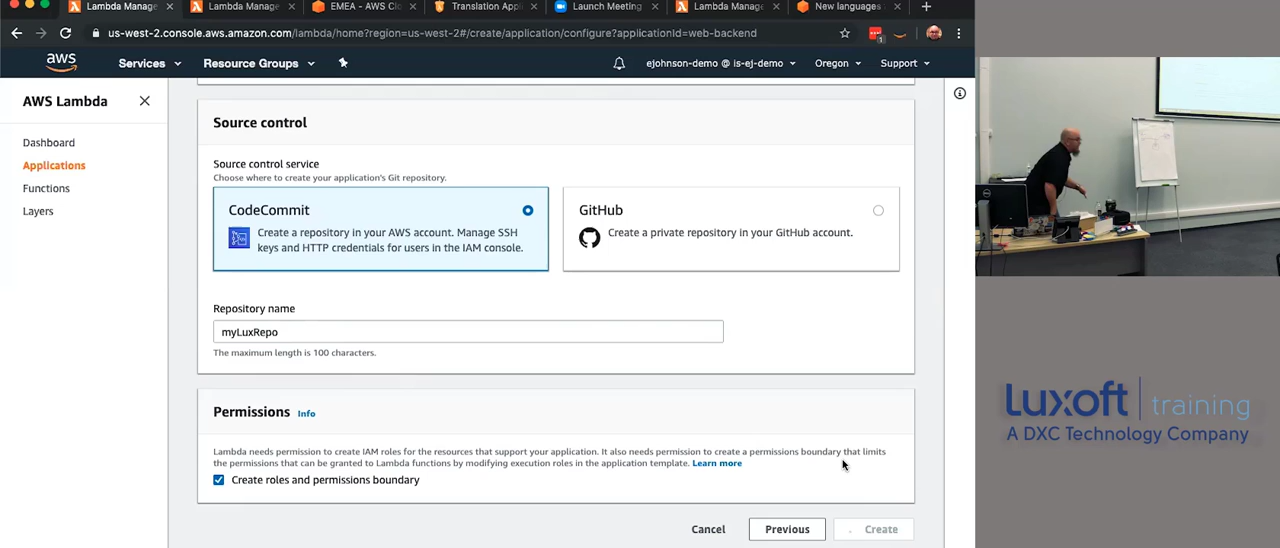 Lambda Manage
Lambda Manage
EMEA - AWS Clo
Translation Appl
Launch Meeting
Lambda Manage
New languages
us-west-2.console.aws.amazon.com/lambda/home?region=us-west-2#/create/application/configure?applicationId=web-backend
1
aws
Services
Resource Groups
ejohnson-demo @ is-ej-demo
Oregon
Support
AWS Lambda
Dashboard
Applications
Functions
Layers
Source control
Source control service
Choose where to create your application's Git repository.
CodeCommit
Create a repository in your AWS account. Manage SSH
keys and HTTP credentials for users in the IAM console.
GitHub
Create a private repository in your GitHub account.
Repository name
myLuxRepo
The maximum length is 100 characters.
Permissions Info
Lambda needs permission to create IAM roles for the resources that support your application. It also needs permission to create a permissions boundary that limits
the permissions that can be granted to Lambda functions by modifying execution roles in the application template. Learn more
Create roles and permissions boundary
Cancel
Previous
Create
luxoft training
A DXC Technology Company